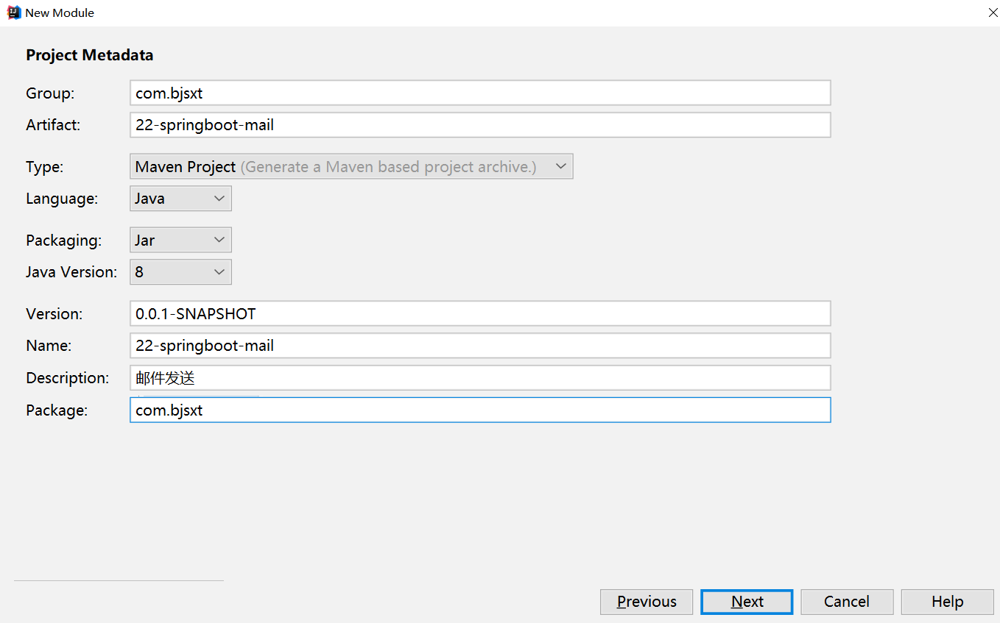 New Module
Project Metadata
Group: com.bjsxt
Artifact: 22-springboot-mail
Type: Maven Project (Generate a Maven based project archive.)
Language: Java
Packaging: Jar
Java Version: 8
Version: 0.0.1-SNAPSHOT
Name: 22-springboot-mail
Description: 邮件发送
Package: com.bjsxt
Previous Next Cancel Help